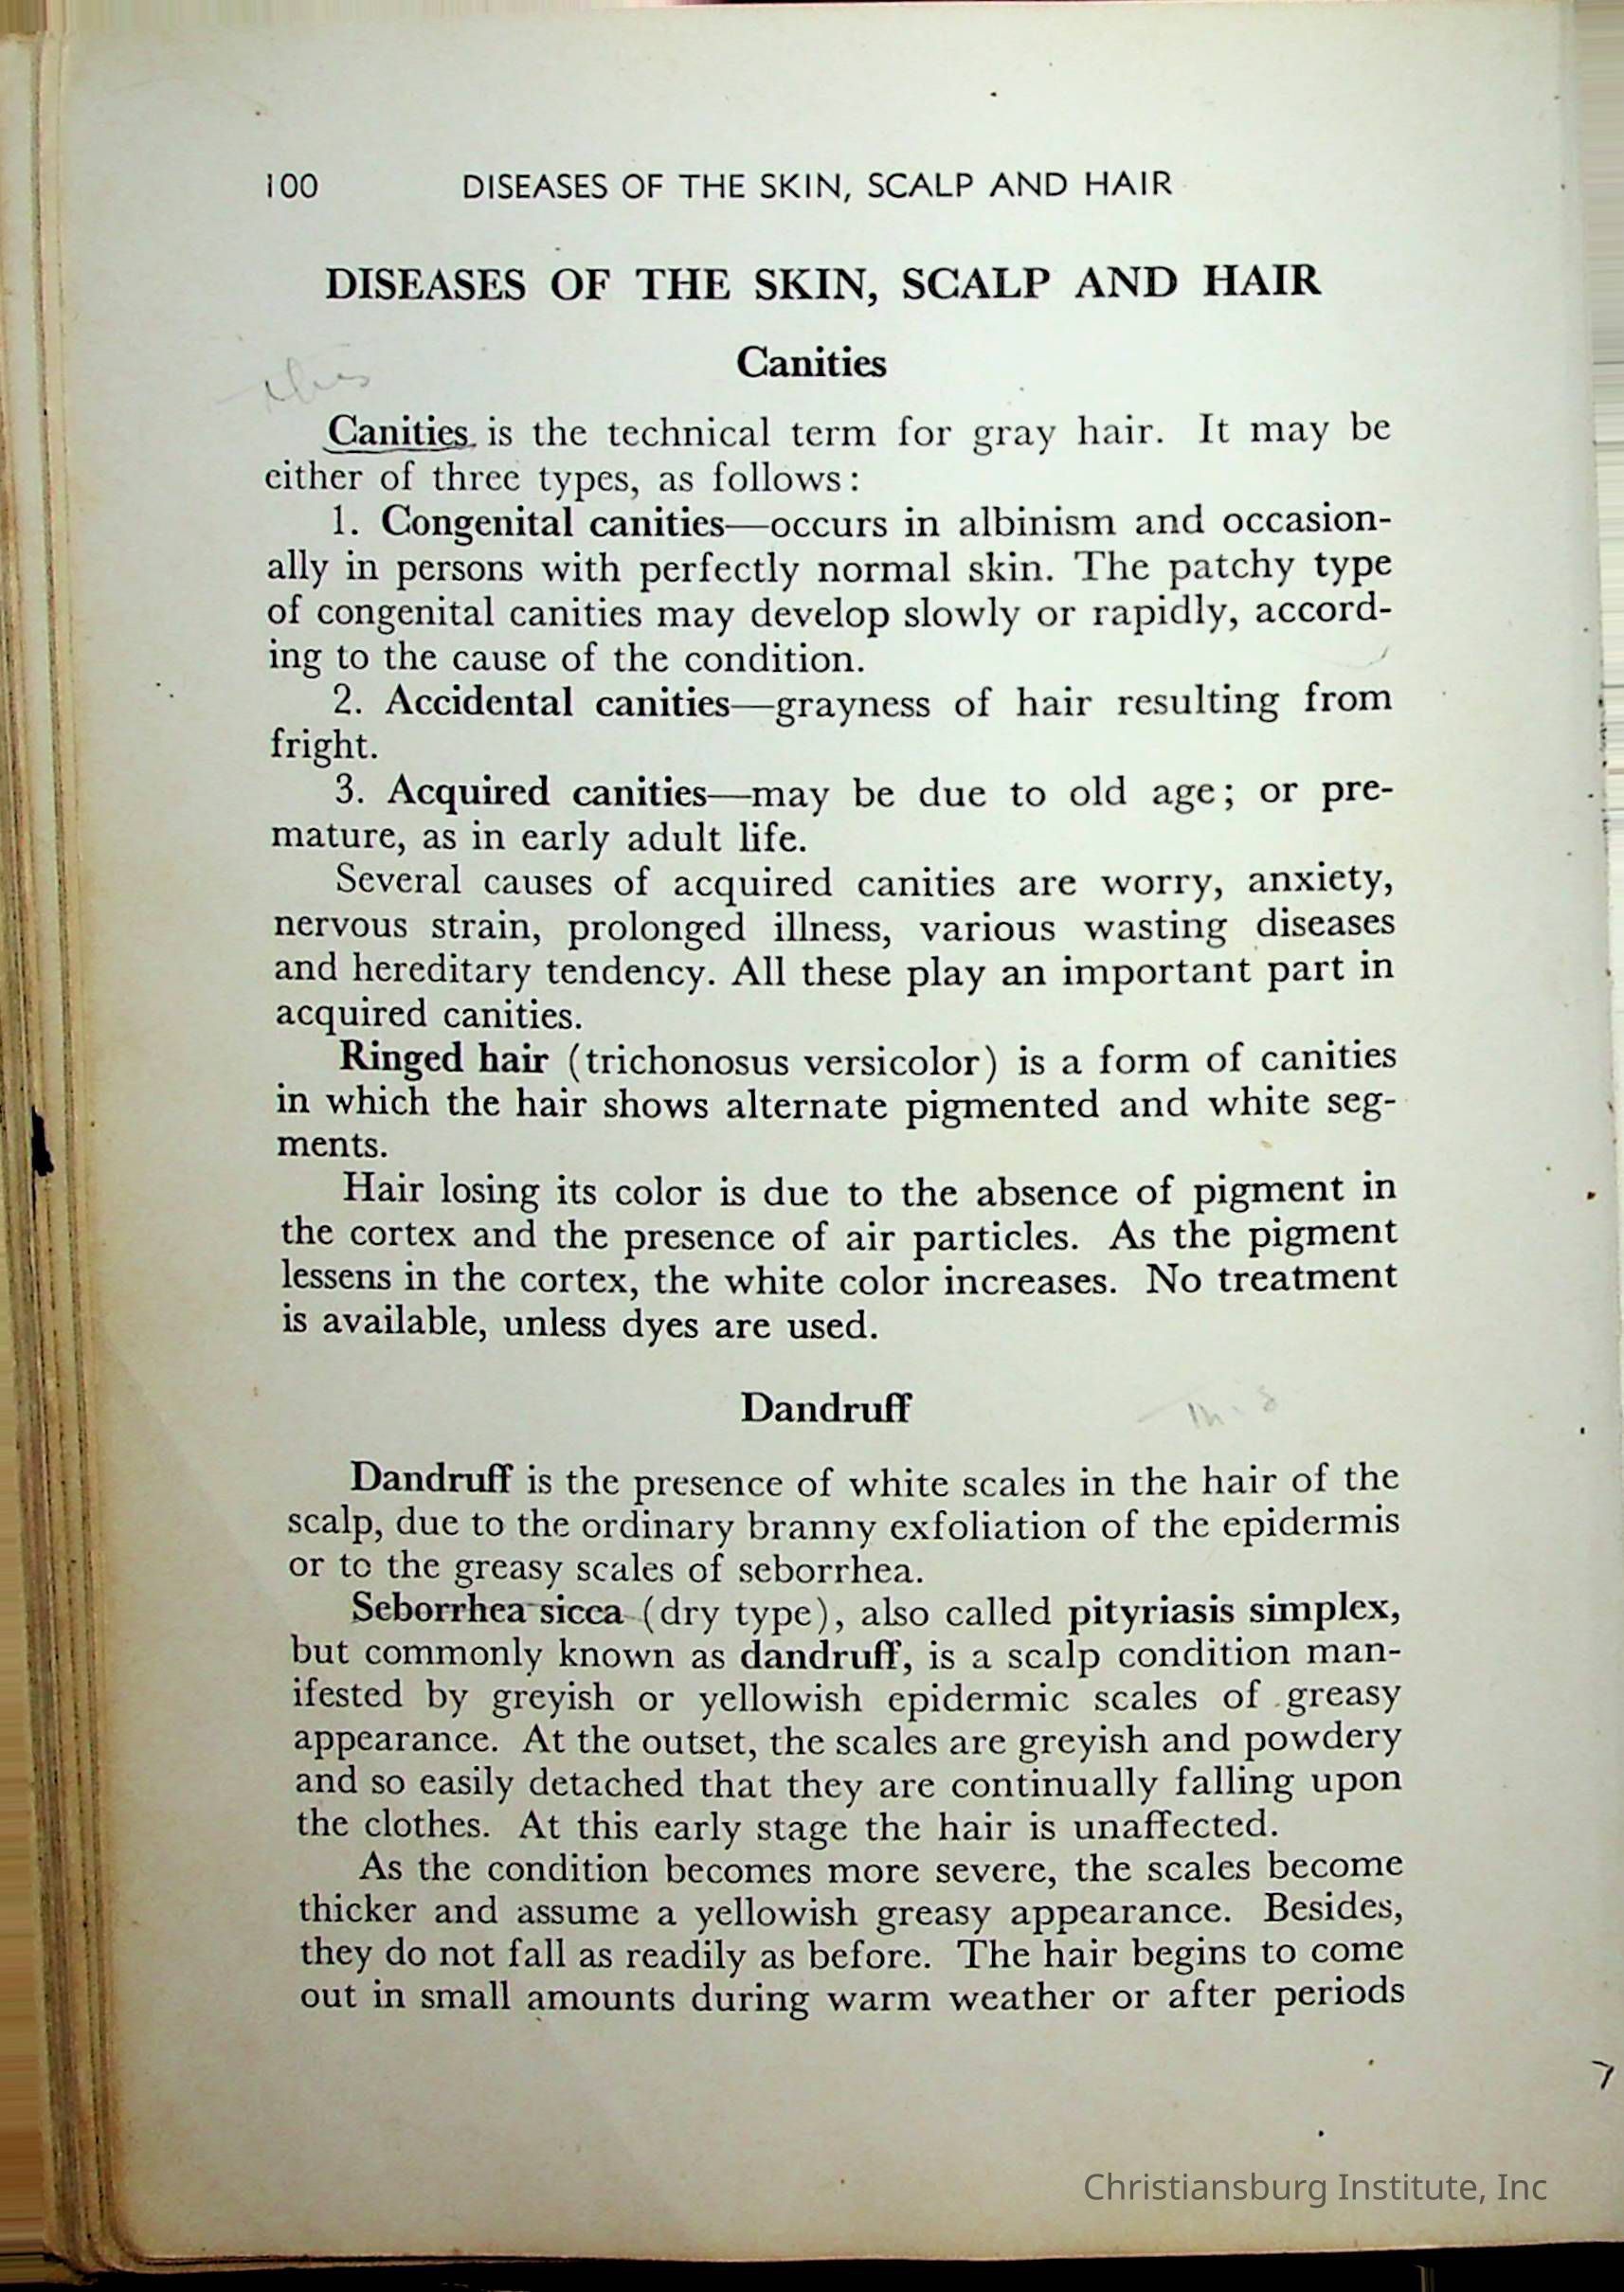 100 DISEASES OF THE SKIN, SCALP AND HAIR
DISEASES OF THE SKIN, SCALP AND HAIR
Canities
this
Canities is the technical term for gray hair. It may be
either of three types, as follows:
1. Congenital canities—occurs in albinism and occasion-
ally in persons with perfectly normal skin. The patchy type
of congenital canities may develop slowly or rapidly, accord-
ing to the cause of the condition.
2. Accidental canities—grayness of hair resulting from
fright.
3. Acquired canities—may be due to old age; or pre-
mature, as in early adult life.
Several causes of acquired canities are worry, anxiety,
nervous strain, prolonged illness, various wasting diseases
and hereditary tendency. All these play an important part in
acquired canities.
Ringed hair (trichonosus versicolor) is a form of canities
in which the hair shows alternate pigmented and white seg-
ments.
Hair losing its color is due to the absence of pigment in
the cortex and the presence of air particles. As the pigment
lessens in the cortex, the white color increases. No treatment
is available, unless dyes are used.
Dandruff
Dandruff is the presence of white scales in the hair of the
scalp, due to the ordinary branny exfoliation of the epidermis
or to the greasy scales of seborrhea.
Seborrhea sicca (dry type), also called pityriasis simplex,
but commonly known as dandruff, is a scalp condition man-
ifested by greyish or yellowish epidermic scales of greasy
appearance. At the outset, the scales are greyish and powdery
and so easily detached that they are continually falling upon
the clothes. At this early stage the hair is unaffected.
As the condition becomes more severe, the scales become
thicker and assume a yellowish greasy appearance. Besides,
they do not fall as readily as before. The hair begins to come
out in small amounts during warm weather or after periods
Christiansburg Institute, Inc